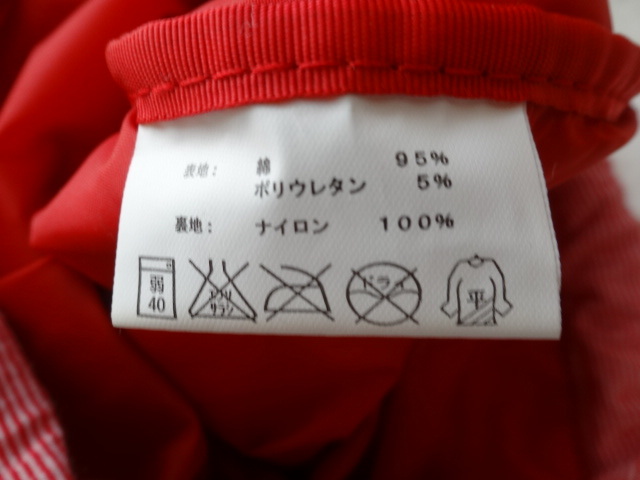 表地： 綿 95%
ポリウレタン 5%
裏地： ナイロン 100%
弱 40 エンソ サラシ ドライ 平